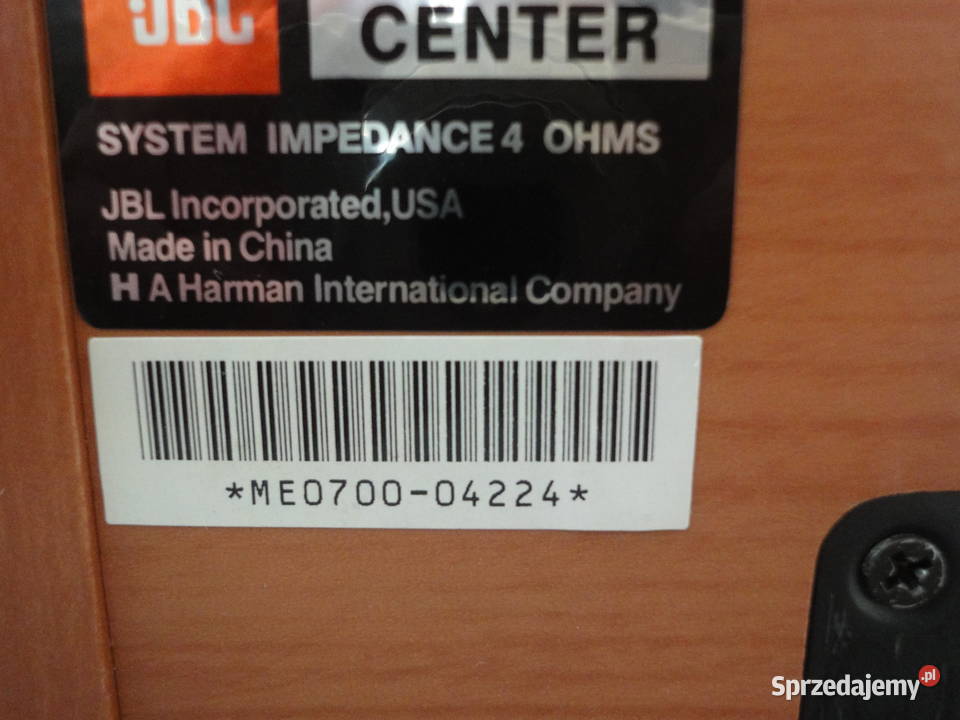 JBL
CENTER
SYSTEM IMPEDANCE 4 OHMS
JBL Incorporated,USA
Made in China
H A Harman International Company
*ME0700-04224*
Sprzedajemy.pl